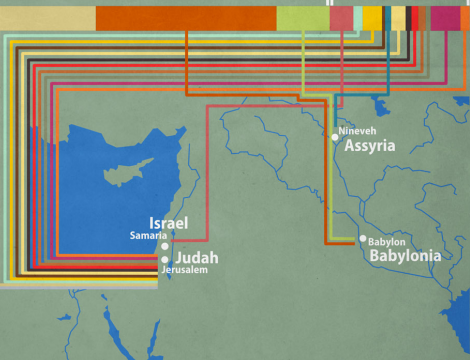 Nineveh
Assyria
Israel
Samaria
Judah
Jerusalem
Babylon
Babylonia